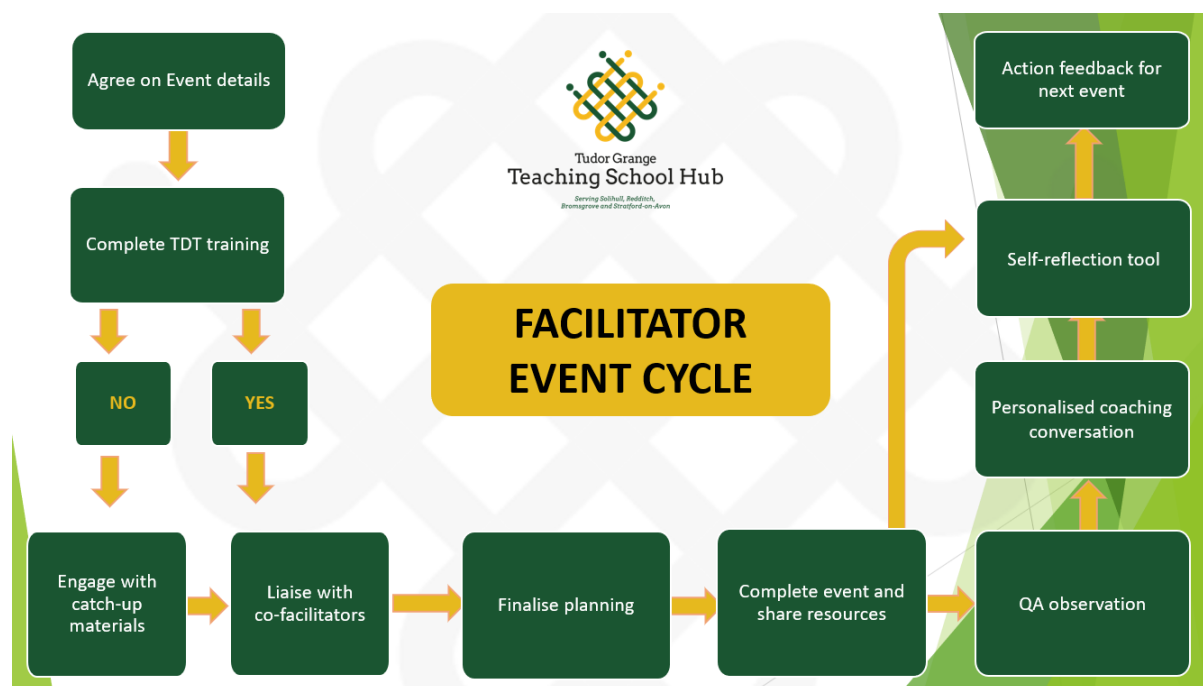 Agree on Event details
Complete TDT training
NO
YES
Engage with
catch-up
materials
Liaise with
co-facilitators
Finalise planning
Complete event and
share resources
QA observation
Personalised coaching
conversation
Self-reflection tool
Action feedback for
next event
Tudor Grange
Teaching School Hub
Serving Solihull, Redditch,
Bromsgrove and Stratford-on-Avon
FACILITATOR
EVENT CYCLE